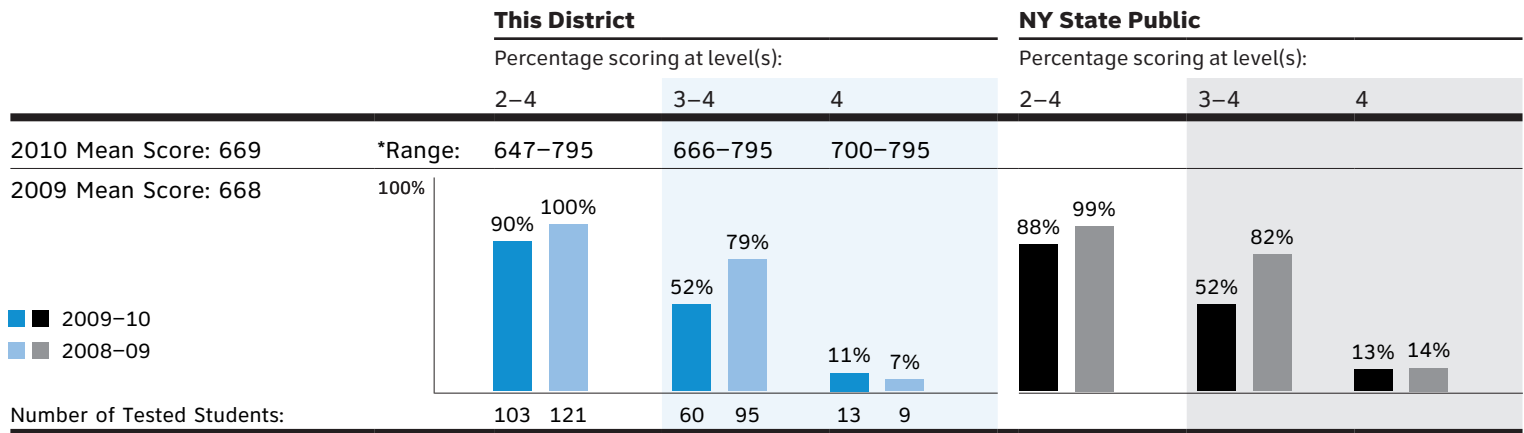 This District NY State Public
Percentage scoring at level(s): Percentage scoring at level(s):
2–4 3–4 4 2–4 3–4 4
2010 Mean Score: 669 *Range: 647–795 666–795 700–795
2009 Mean Score: 668 100%
90% 100% 79% 52% 11% 7% 88% 99% 82% 52% 13% 14%
2009–10
2008–09
Number of Tested Students: 103 121 60 95 13 9